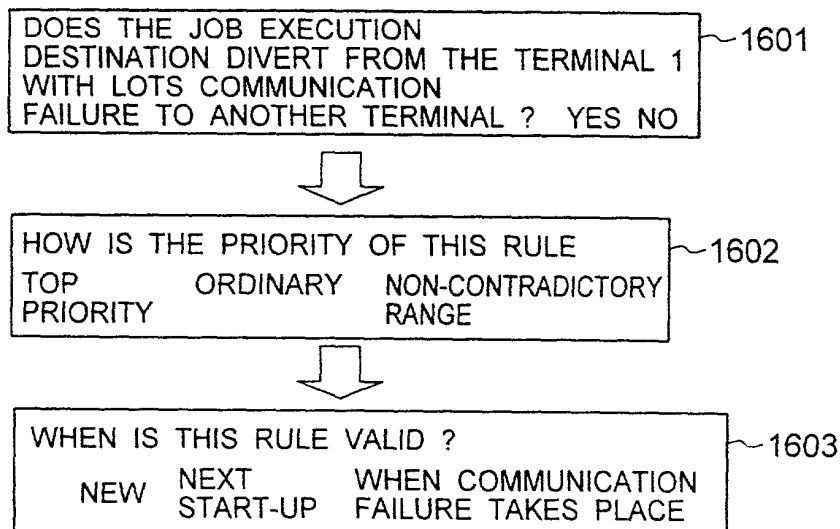 DOES THE JOB EXECUTION
DESTINATION DIVERT FROM THE TERMINAL 1
WITH LOTS COMMUNICATION
FAILURE TO ANOTHER TERMINAL ? YES NO
1601
HOW IS THE PRIORITY OF THIS RULE
TOP PRIORITY ORDINARY NON-CONTRADICTORY RANGE
1602
WHEN IS THIS RULE VALID ?
NEW NEXT START-UP WHEN COMMUNICATION FAILURE TAKES PLACE
1603